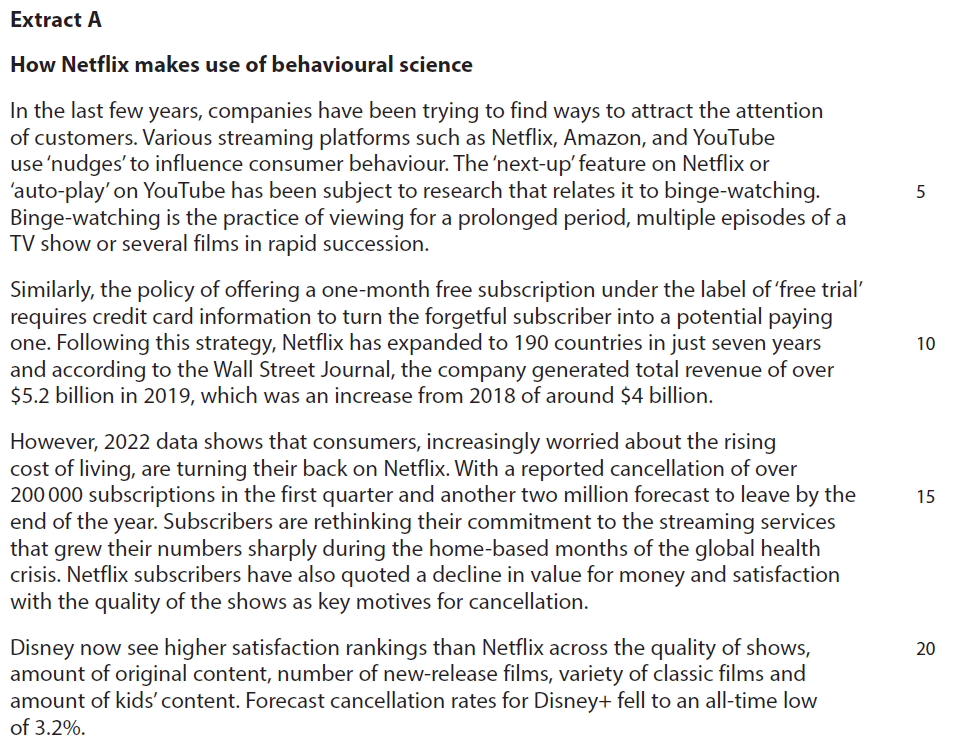 Extract A
How Netflix makes use of behavioural science
In the last few years, companies have been trying to find ways to attract the attention
of customers. Various streaming platforms such as Netflix, Amazon, and YouTube
use ‘nudges’ to influence consumer behaviour. The ‘next-up’ feature on Netflix or
‘auto-play’ on YouTube has been subject to research that relates it to binge-watching. 5
Binge-watching is the practice of viewing for a prolonged period, multiple episodes of a
TV show or several films in rapid succession.
Similarly, the policy of offering a one-month free subscription under the label of ‘free trial’
requires credit card information to turn the forgetful subscriber into a potential paying
one. Following this strategy, Netflix has expanded to 190 countries in just seven years 10
and according to the Wall Street Journal, the company generated total revenue of over
$5.2 billion in 2019, which was an increase from 2018 of around $4 billion.
However, 2022 data shows that consumers, increasingly worried about the rising
cost of living, are turning their back on Netflix. With a reported cancellation of over
200 000 subscriptions in the first quarter and another two million forecast to leave by the 15
end of the year. Subscribers are rethinking their commitment to the streaming services
that grew their numbers sharply during the home-based months of the global health
crisis. Netflix subscribers have also quoted a decline in value for money and satisfaction
with the quality of the shows as key motives for cancellation.
Disney now see higher satisfaction rankings than Netflix across the quality of shows, 20
amount of original content, number of new-release films, variety of classic films and
amount of kids’ content. Forecast cancellation rates for Disney+ fell to an all-time low
of 3.2%.